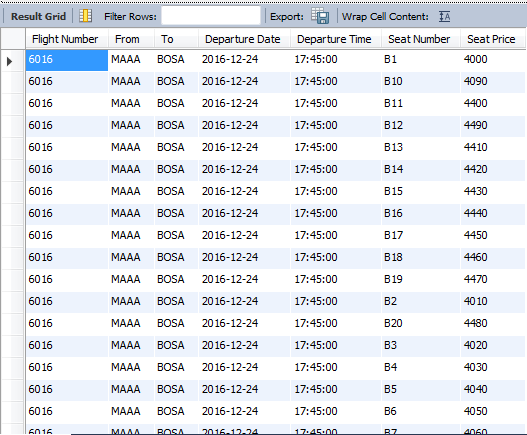 Result Grid Filter Rows: Export: Wrap Cell Content:
Flight Number From To Departure Date Departure Time Seat Number Seat Price
6016 MAAA BOSA 2016-12-24 17:45:00 B1 4000
6016 MAAA BOSA 2016-12-24 17:45:00 B10 4090
6016 MAAA BOSA 2016-12-24 17:45:00 B11 4400
6016 MAAA BOSA 2016-12-24 17:45:00 B12 4490
6016 MAAA BOSA 2016-12-24 17:45:00 B13 4410
6016 MAAA BOSA 2016-12-24 17:45:00 B14 4420
6016 MAAA BOSA 2016-12-24 17:45:00 B15 4430
6016 MAAA BOSA 2016-12-24 17:45:00 B16 4440
6016 MAAA BOSA 2016-12-24 17:45:00 B17 4450
6016 MAAA BOSA 2016-12-24 17:45:00 B18 4460
6016 MAAA BOSA 2016-12-24 17:45:00 B19 4470
6016 MAAA BOSA 2016-12-24 17:45:00 B2 4010
6016 MAAA BOSA 2016-12-24 17:45:00 B20 4480
6016 MAAA BOSA 2016-12-24 17:45:00 B3 4020
6016 MAAA BOSA 2016-12-24 17:45:00 B4 4030
6016 MAAA BOSA 2016-12-24 17:45:00 B5 4040
6016 MAAA BOSA 2016-12-24 17:45:00 B6 4050
6016 MAAA BOSA 2016-12-24 17:45:00 B7 4060